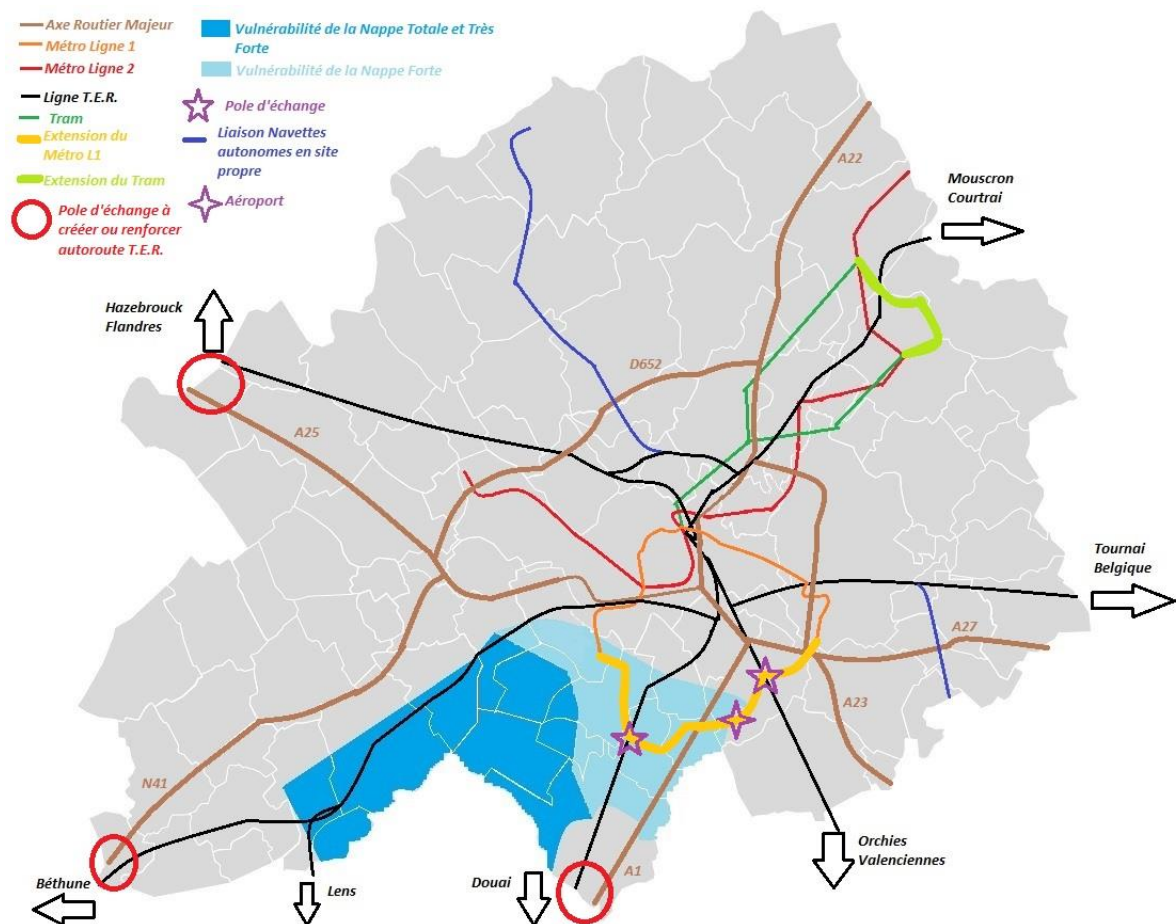 Axe Routier Majeur
Métro Ligne 1
Métro Ligne 2
Ligne T.E.R.
Tram
Extension du
Métro L1
Extension du Tram
Pole d'échange à
crééer ou renforcer
autoroute T.E.R.
Vulnérabilité de la Nappe Totale et Très
Forte
Vulnérabilité de la Nappe Forte
Pole d'échange
Liaison Navettes
autonomes en site
propre
Aéroport
A22
Mouscron
Courtrai
Hazebrouck
Flandres
D652
A25
Tournai
Belgique
A27
A23
N41
A1
Orchies
Valenciennes
Béthune
Lens
Douai